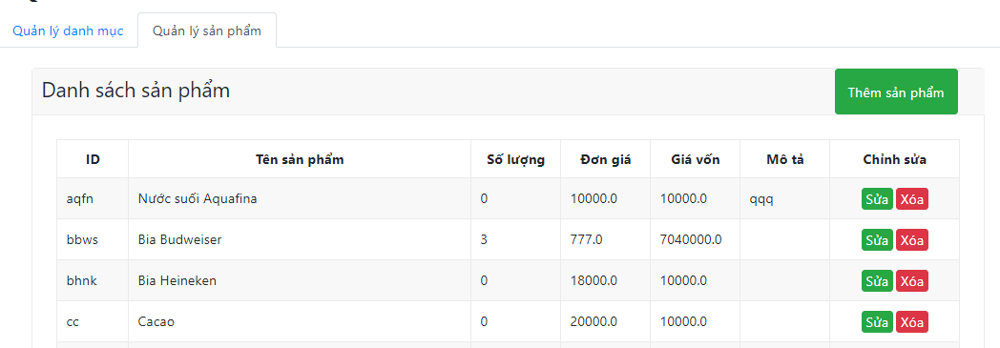 Quản lý danh mục Quản lý sản phẩm
Danh sách sản phẩm Thêm sản phẩm
ID Tên sản phẩm Số lượng Đơn giá Giá vốn Mô tả Chỉnh sửa
aqfn Nước suối Aquafina 0 10000.0 10000.0 qqq Sửa Xóa
bbws Bia Budweiser 3 777.0 7040000.0 Sửa Xóa
bhnk Bia Heineken 0 18000.0 10000.0 Sửa Xóa
cc Cacao 0 20000.0 10000.0 Sửa Xóa